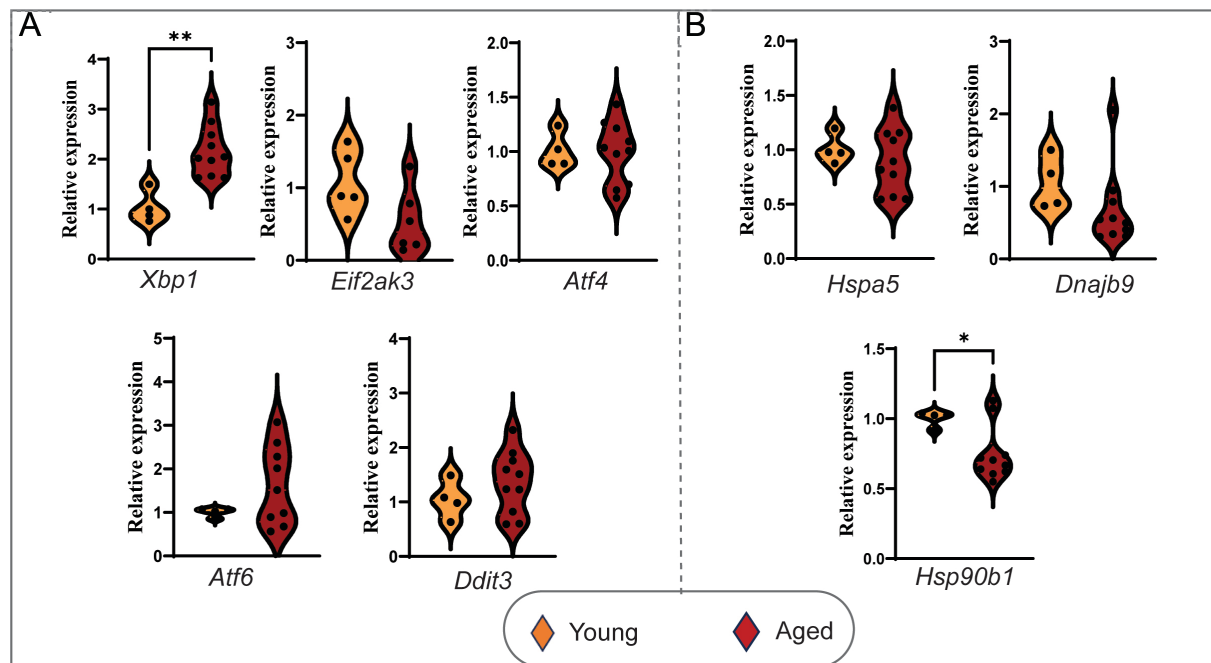 A
B
**
Relative expression
4
3
2
1
0
Xbp1
Relative expression
3
2
1
0
Eif2ak3
Relative expression
2.0
1.5
1.0
0.5
0.0
Atf4
Relative expression
2.0
1.5
1.0
0.5
0.0
Hspa5
Relative expression
3
2
1
0
Dnajb9
Relative expression
5
4
3
2
1
0
Atf6
Relative expression
4
3
2
1
0
Ddit3
*
Relative expression
1.5
1.0
0.5
0.0
Hsp90b1
Young
Aged